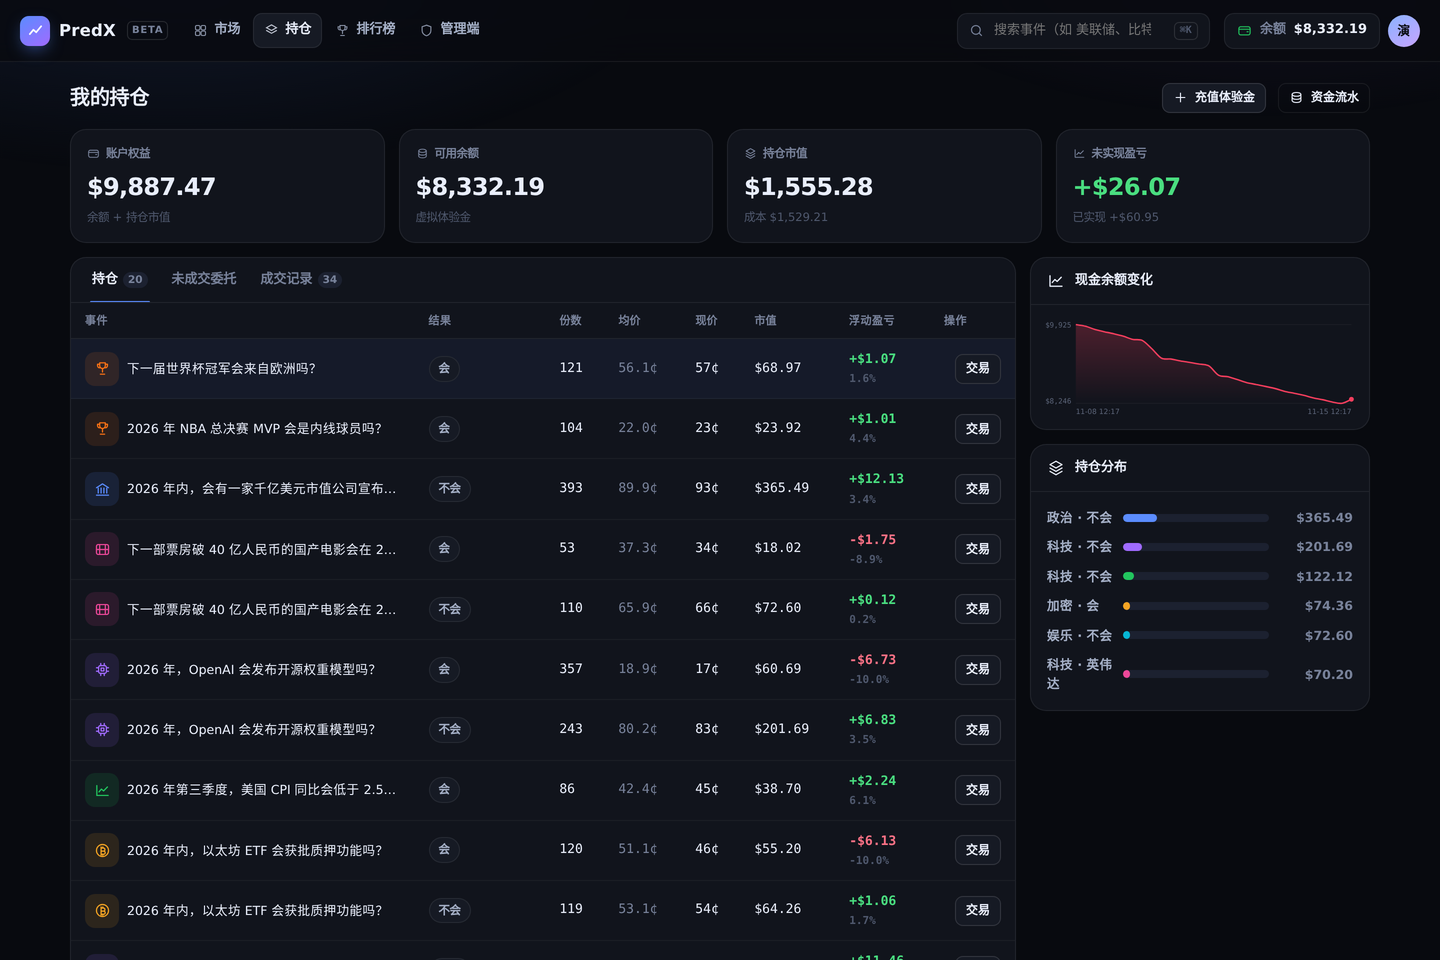 PredX BETA 市场 持仓 排行榜 管理端 搜索事件（如 美联储、比特 ⌘K 余额 $8,332.19 演
我的持仓 充值体验金 资金流水
账户权益
$9,887.47
余额 + 持仓市值
可用余额
$8,332.19
虚拟体验金
持仓市值
$1,555.28
成本 $1,529.21
未实现盈亏
+$26.07
已实现 +$60.95
持仓 20 未成交委托 成交记录 34
事件 结果 份数 均价 现价 市值 浮动盈亏 操作
下一届世界杯冠军会来自欧洲吗？ 会 121 56.1¢ 57¢ $68.97 +$1.07 交易
1.6%
2026 年 NBA 总决赛 MVP 会是内线球员吗？ 会 104 22.0¢ 23¢ $23.92 +$1.01 交易
4.4%
2026 年内，会有一家千亿美元市值公司宣布... 不会 393 89.9¢ 93¢ $365.49 +$12.13 交易
3.4%
下一部票房破 40 亿人民币的国产电影会在 2... 会 53 37.3¢ 34¢ $18.02 -$1.75 交易
-8.9%
下一部票房破 40 亿人民币的国产电影会在 2... 不会 110 65.9¢ 66¢ $72.60 +$0.12 交易
0.2%
2026 年，OpenAI 会发布开源权重模型吗？ 会 357 18.9¢ 17¢ $60.69 -$6.73 交易
-10.0%
2026 年，OpenAI 会发布开源权重模型吗？ 不会 243 80.2¢ 83¢ $201.69 +$6.83 交易
3.5%
2026 年第三季度，美国 CPI 同比会低于 2.5... 会 86 42.4¢ 45¢ $38.70 +$2.24 交易
6.1%
2026 年内，以太坊 ETF 会获批质押功能吗？ 会 120 51.1¢ 46¢ $55.20 -$6.13 交易
-10.0%
2026 年内，以太坊 ETF 会获批质押功能吗？ 不会 119 53.1¢ 54¢ $64.26 +$1.06 交易
1.7%
+$11.46
现金余额变化
$9,925
$8,246
11-08 12:17 11-15 12:17
持仓分布
政治 · 不会 $365.49
科技 · 不会 $201.69
科技 · 不会 $122.12
加密 · 会 $74.36
娱乐 · 不会 $72.60
科技 · 英伟
达 $70.20